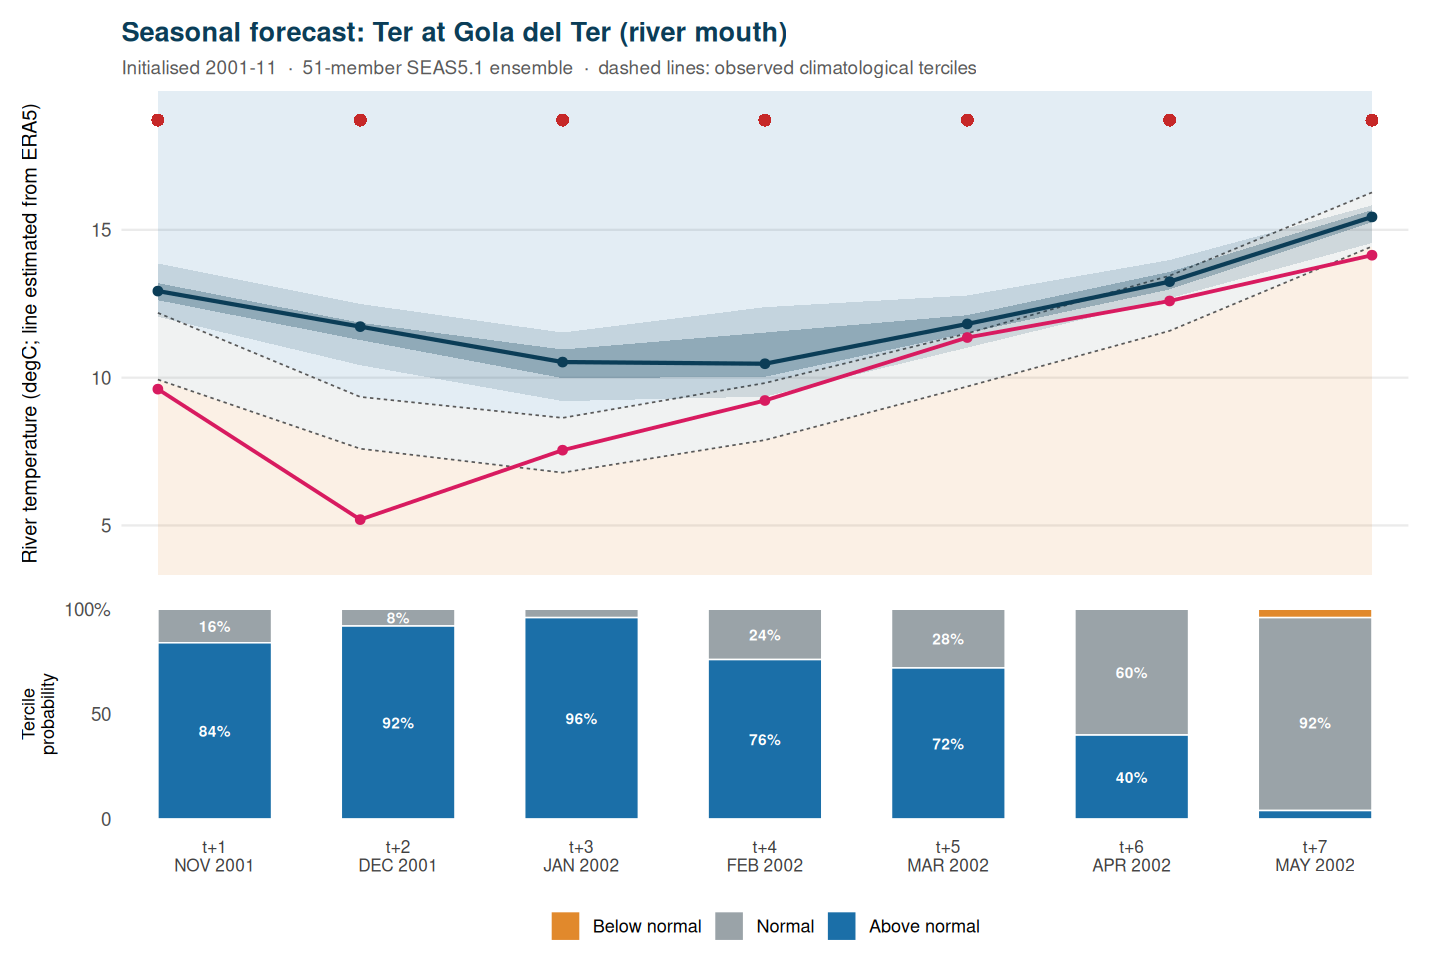 Seasonal forecast: Ter at Gola del Ter (river mouth)
Initialised 2001-11 · 51-member SEAS5.1 ensemble · dashed lines: observed climatological terciles
River temperature (degC; line estimated from ERA5)
15
10
5
Tercile
probability
100%
50
0
16%
84%
8%
92%
96%
24%
76%
28%
72%
60%
40%
92%
t+1
NOV 2001
t+2
DEC 2001
t+3
JAN 2002
t+4
FEB 2002
t+5
MAR 2002
t+6
APR 2002
t+7
MAY 2002
Below normal
Normal
Above normal